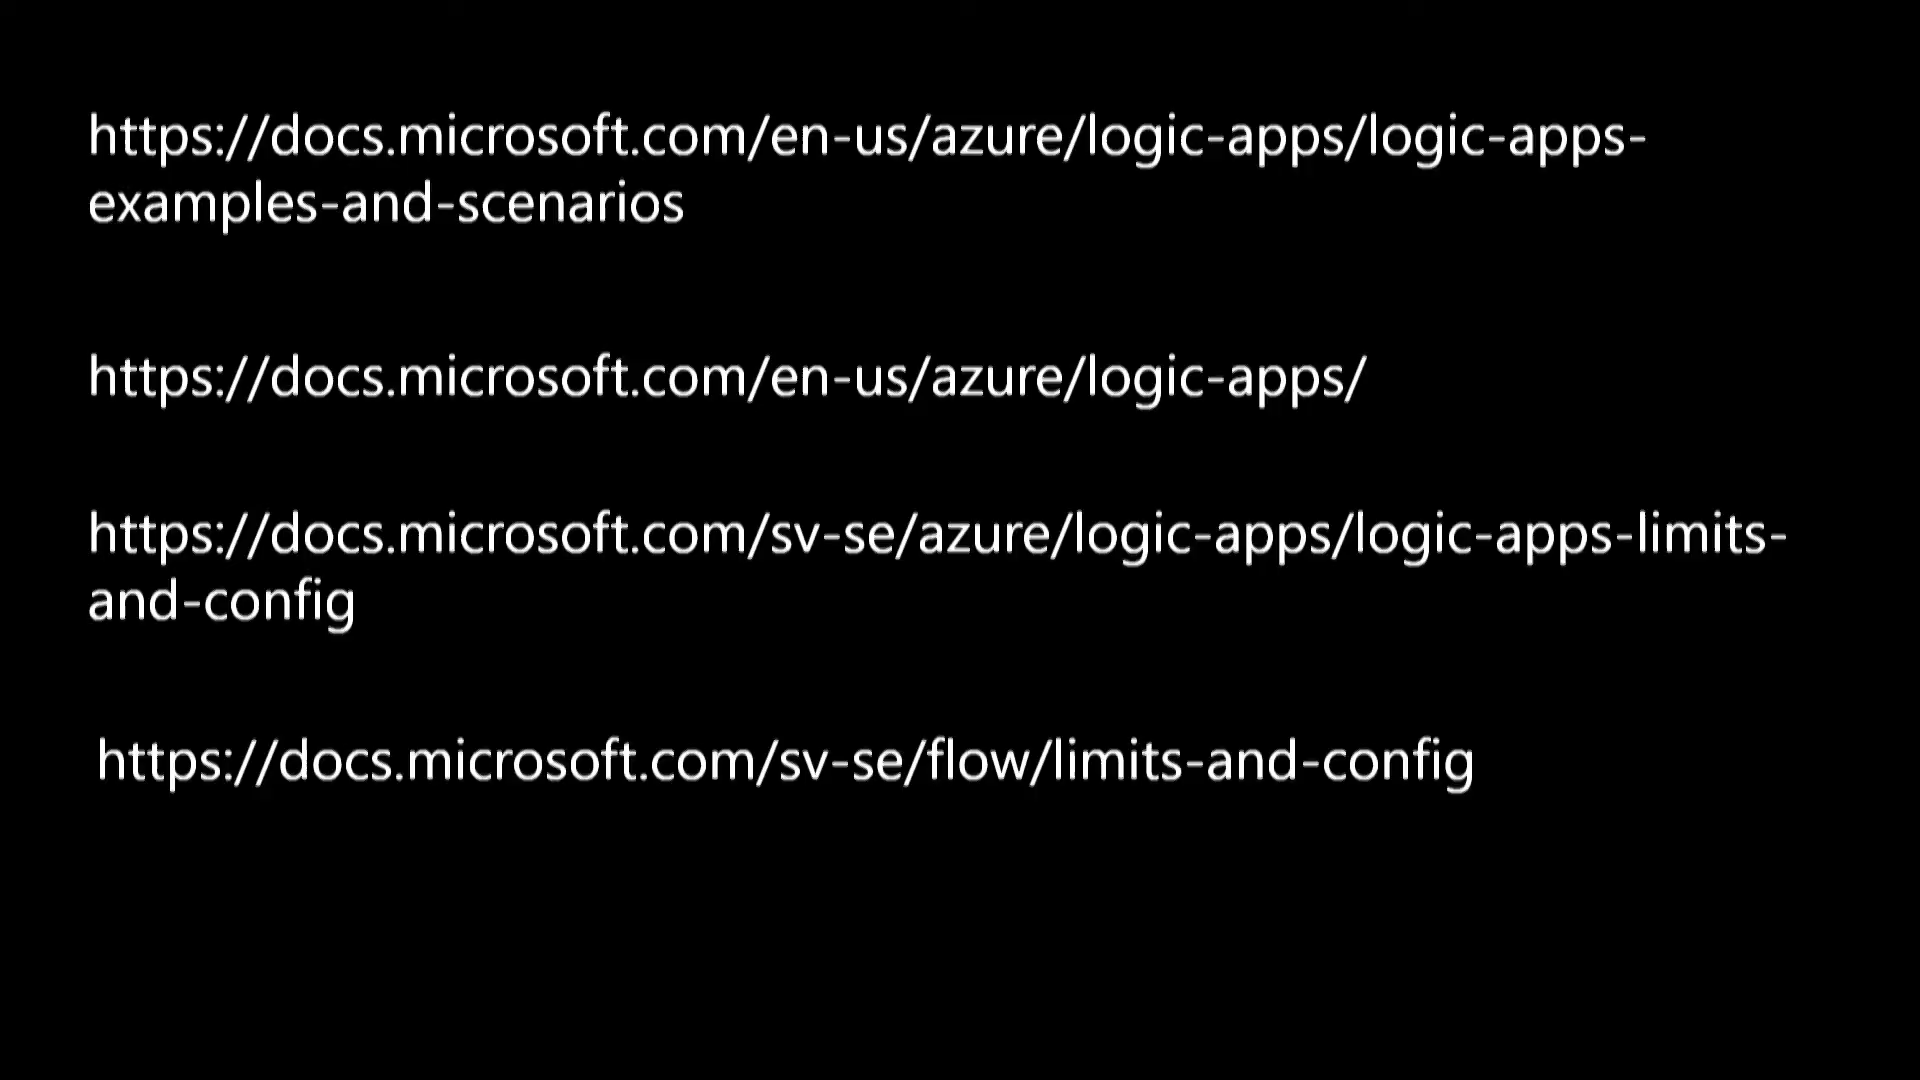 https://docs.microsoft.com/en-us/azure/logic-apps/logic-apps-
examples-and-scenarios
https://docs.microsoft.com/en-us/azure/logic-apps/
https://docs.microsoft.com/sv-se/azure/logic-apps/logic-apps-limits-
and-config
https://docs.microsoft.com/sv-se/flow/limits-and-config